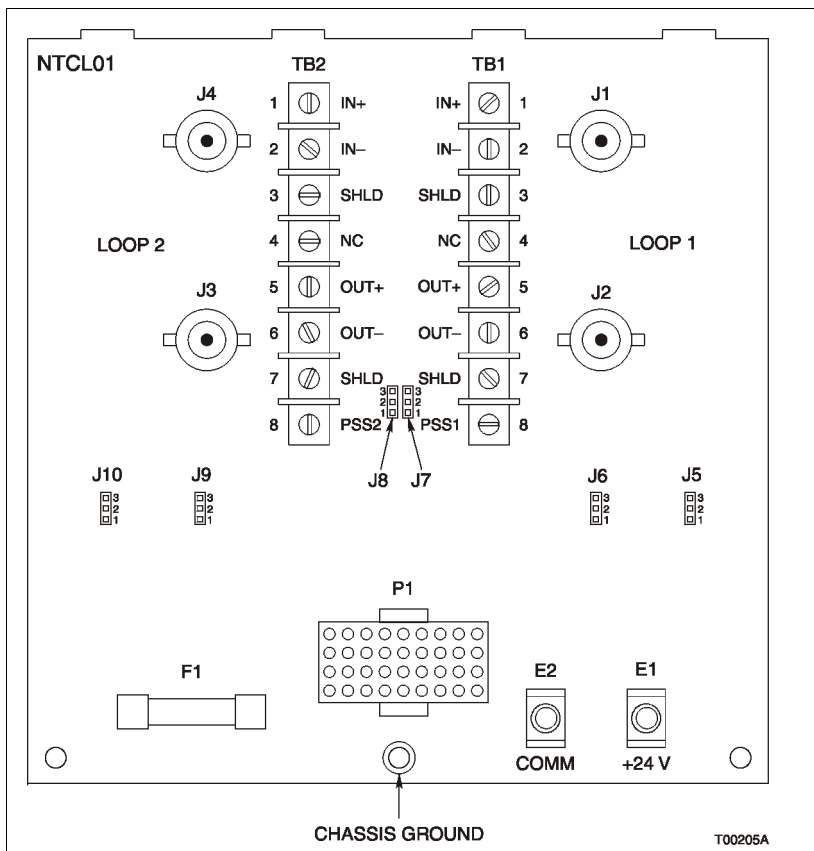 NTCL01
TB2 TB1
J4 J1
1 IN+ IN+ 1
2 IN– IN– 2
3 SHLD SHLD 3
LOOP 2 4 NC NC 4 LOOP 1
J3 5 OUT+ OUT+ 5 J2
6 OUT– OUT– 6
7 SHLD SHLD 7
3 3
2 2
1 1
8 PSS2 PSS1 8
J8 J7
J10 J9 J6 J5
3 3 3 3
2 2 2 2
1 1 1 1
P1
F1 E2 E1
COMM +24 V
CHASSIS GROUND
T00205A